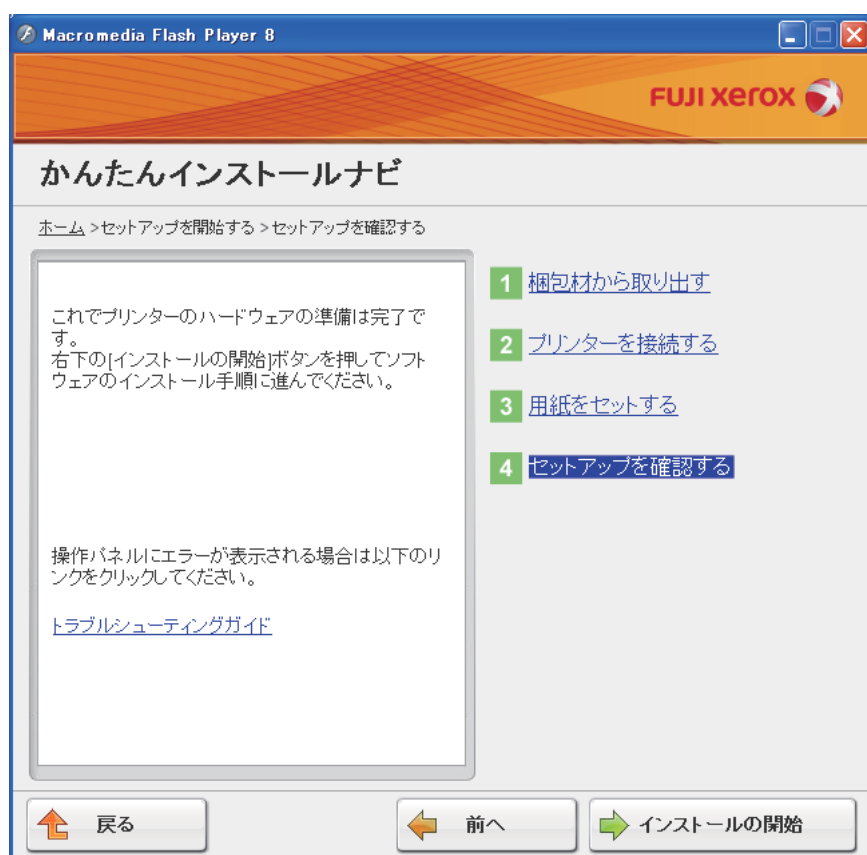 Macromedia Flash Player 8
FUJI xerox
かんたんインストールナビ
ホーム >セットアップを開始する >セットアップを確認する
これでプリンターのハードウェアの準備は完了で
す。
右下の[インストールの開始]ボタンを押してソフト
ウェアのインストール手順に進んでください。
操作パネルにエラーが表示される場合は以下のリ
ンクをクリックしてください。
トラブルシューティングガイド
1 梱包材から取り出す
2 プリンターを接続する
3 用紙をセットする
4 セットアップを確認する
戻る
前へ
インストールの開始